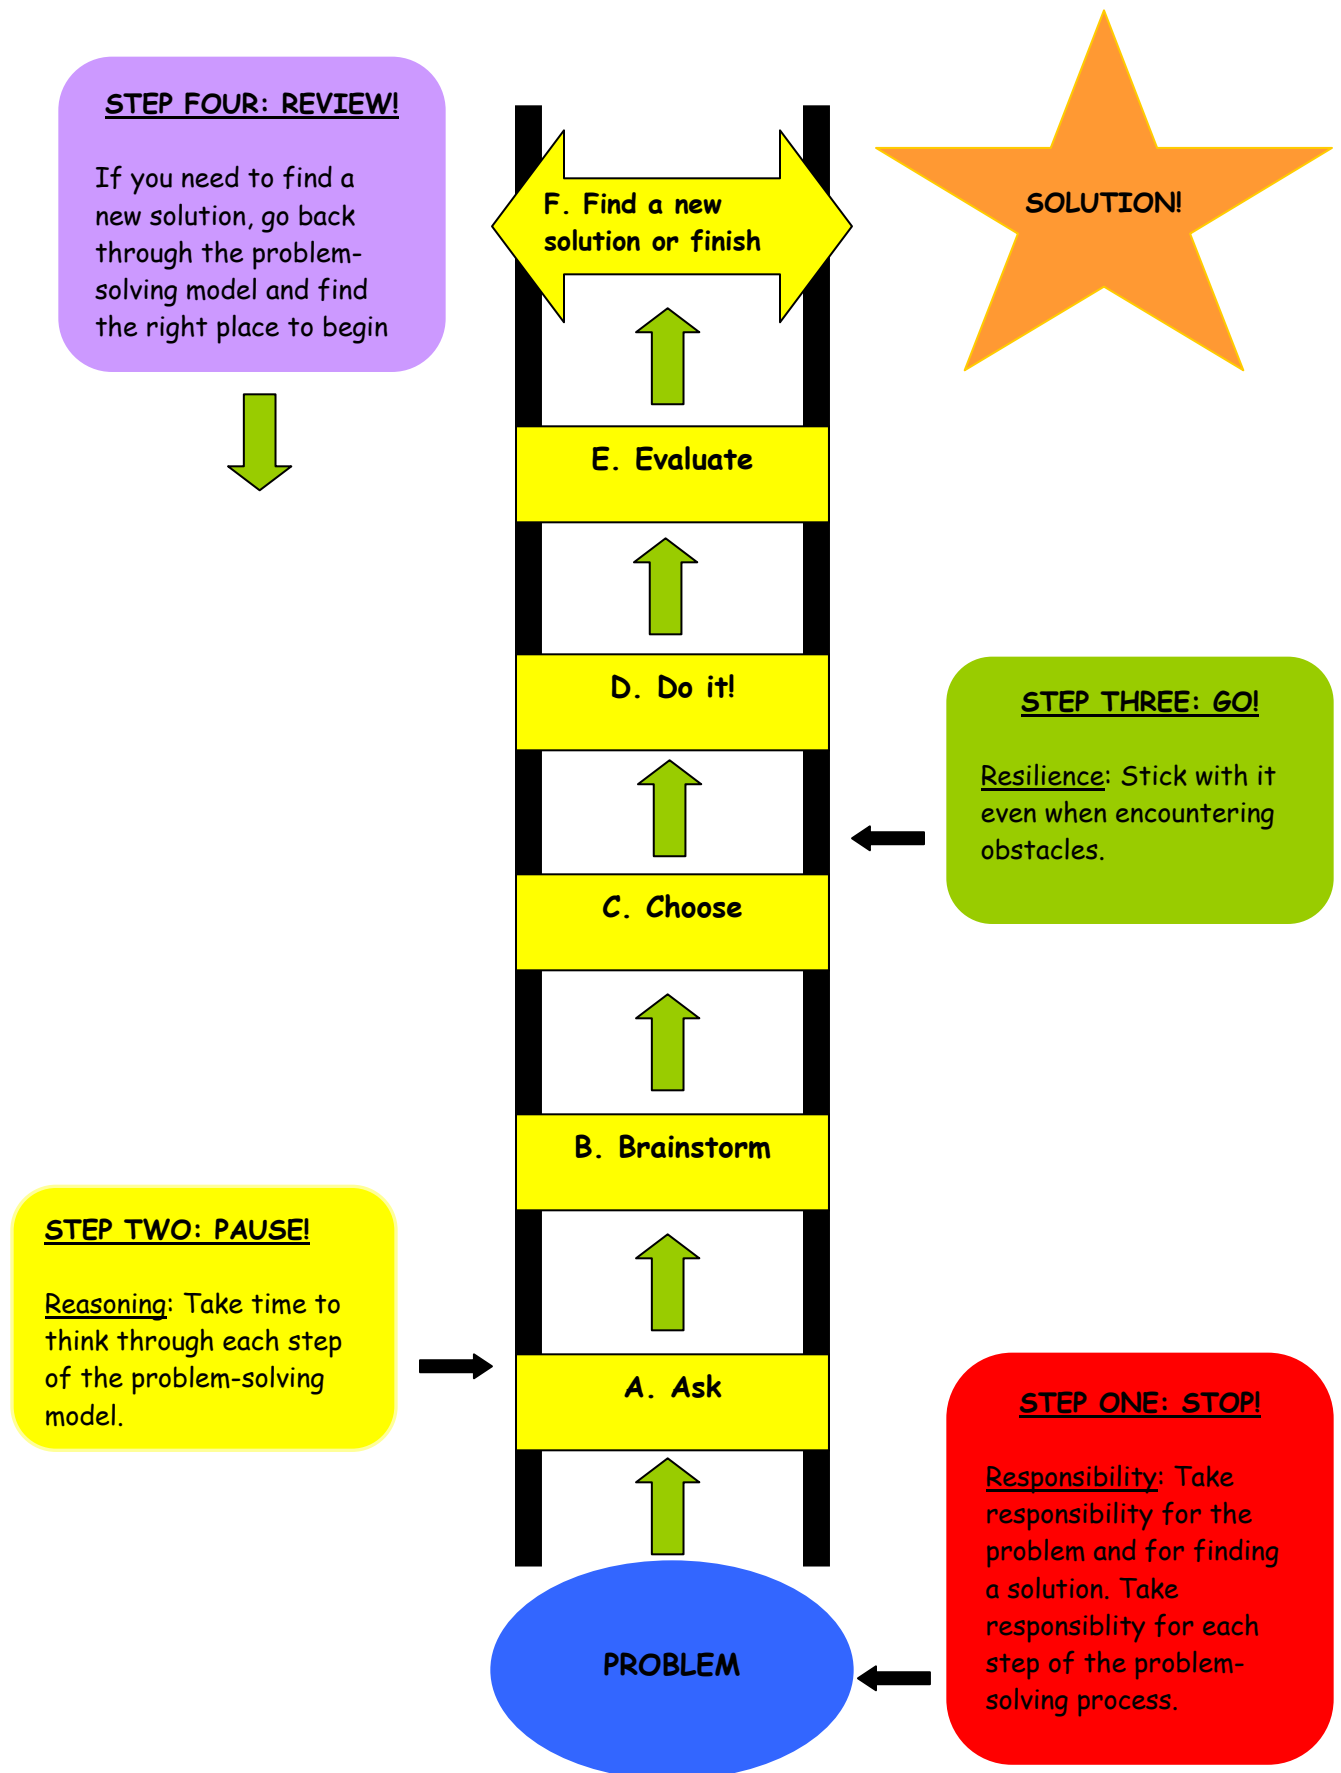 STEP FOUR: REVIEW!
If you need to find a
new solution, go back
through the problem-
solving model and find
the right place to begin
F. Find a new
solution or finish
SOLUTION!
E. Evaluate
D. Do it!
STEP THREE: GO!
Resilience: Stick with it
even when encountering
obstacles.
C. Choose
B. Brainstorm
STEP TWO: PAUSE!
Reasoning: Take time to
think through each step
of the problem-solving
model.
A. Ask
STEP ONE: STOP!
Responsibility: Take
responsibility for the
problem and for finding
a solution. Take
responsiblity for each
step of the problem-
solving process.
PROBLEM